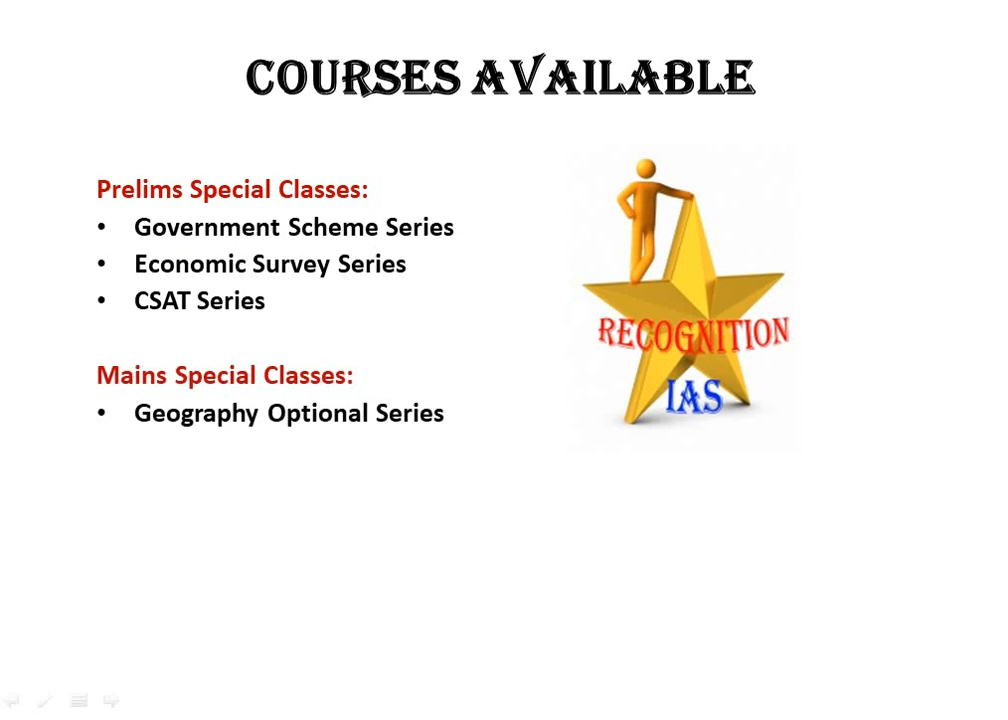 COURSES AVAILABLE
Prelims Special Classes:
• Government Scheme Series
• Economic Survey Series
• CSAT Series
Mains Special Classes:
• Geography Optional Series
RECOGNITION
IAS